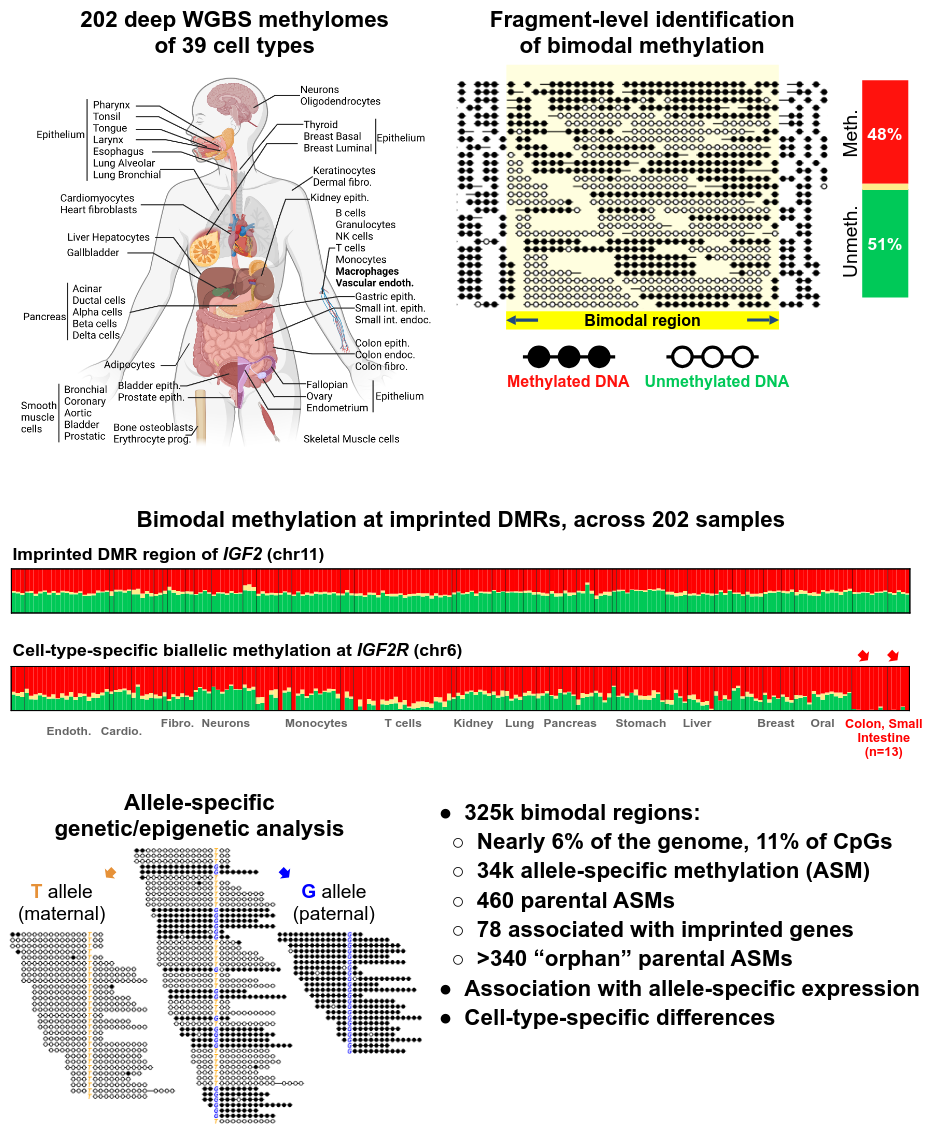 202 deep WGBS methylomes
of 39 cell types
Neurons
Oligodendrocytes
Pharynx
Tonsil
Tongue
Larynx
Esophagus
Lung Alveolar
Lung Bronchial
Epithelium
Thyroid
Breast Basal
Breast Luminal
Epithelium
Keratinocytes
Dermal fibro.
Kidney epith.
Cardiomyocytes
Heart fibroblasts
B cells
Granulocytes
NK cells
T cells
Monocytes
Macrophages
Vascular endoth.
Liver Hepatocytes
Gallbladder
Gastric epith.
Small int. epith.
Small int. endoc.
Pancreas
Acinar
Ductal cells
Alpha cells
Beta cells
Delta cells
Colon epith.
Colon endoc.
Colon fibro.
Adipocytes
Bladder epith.
Prostate epith.
Fallopian
Ovary
Endometrium
Epithelium
Smooth
muscle
cells
Bronchial
Coronary
Aortic
Bladder
Prostatic
Bone osteoblasts
Erythrocyte prog.
Skeletal Muscle cells
Fragment-level identification
of bimodal methylation
Bimodal region
Methylated DNA
Unmethylated DNA
Meth.
48%
Unmeth.
51%
Bimodal methylation at imprinted DMRs, across 202 samples
Imprinted DMR region of IGF2 (chr11)
Cell-type-specific biallelic methylation at IGF2R (chr6)
Endoth.
Cardio.
Fibro.
Neurons
Monocytes
T cells
Kidney
Lung
Pancreas
Stomach
Liver
Breast
Oral
Colon, Small
Intestine
(n=13)
Allele-specific
genetic/epigenetic analysis
T allele
(maternal)
G allele
(paternal)
● 325k bimodal regions:
○ Nearly 6% of the genome, 11% of CpGs
○ 34k allele-specific methylation (ASM)
○ 460 parental ASMs
○ 78 associated with imprinted genes
○ >340 “orphan” parental ASMs
● Association with allele-specific expression
● Cell-type-specific differences